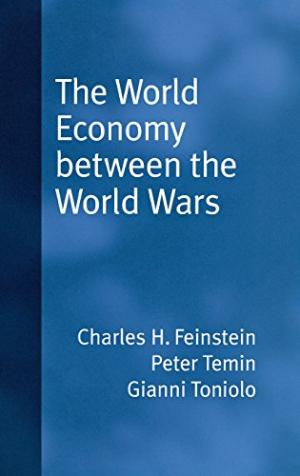 The World
Economy
between the
World Wars
Charles H. Feinstein
Peter Temin
Gianni Toniolo